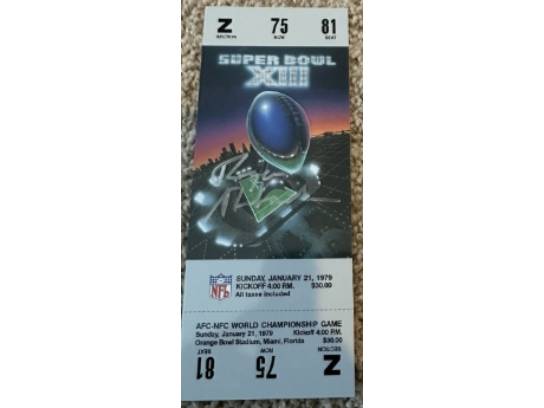 Z 75 81
SECTION ROW SEAT
SUPER BOWL
XIII
NFL
SUNDAY, JANUARY 21, 1979
KICKOFF 4:00 P.M. $30.00
All taxes included
AFC-NFC WORLD CHAMPIONSHIP GAME
Sunday, January 21, 1979 Kickoff 4:00 P.M.
Orange Bowl Stadium, Miami, Florida $30.00
SEAT ROW SECTION
81 75 Z